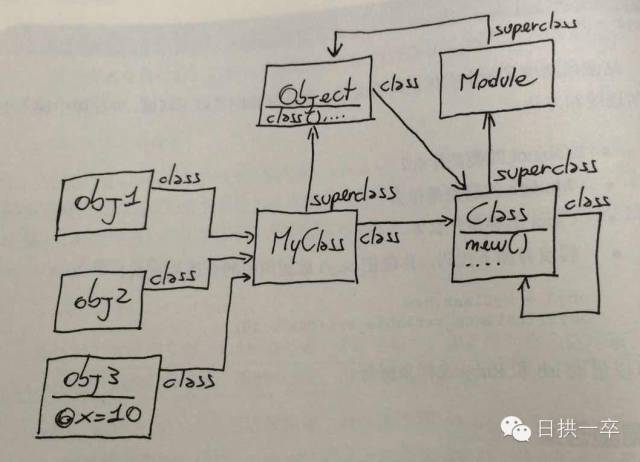 superclass
Object
class(),...
class
Module
obj1
class
superclass
superclass
MyClass
class
Class
new()
....
class
obj2
class
obj3
@x=10
class
日拱一卒